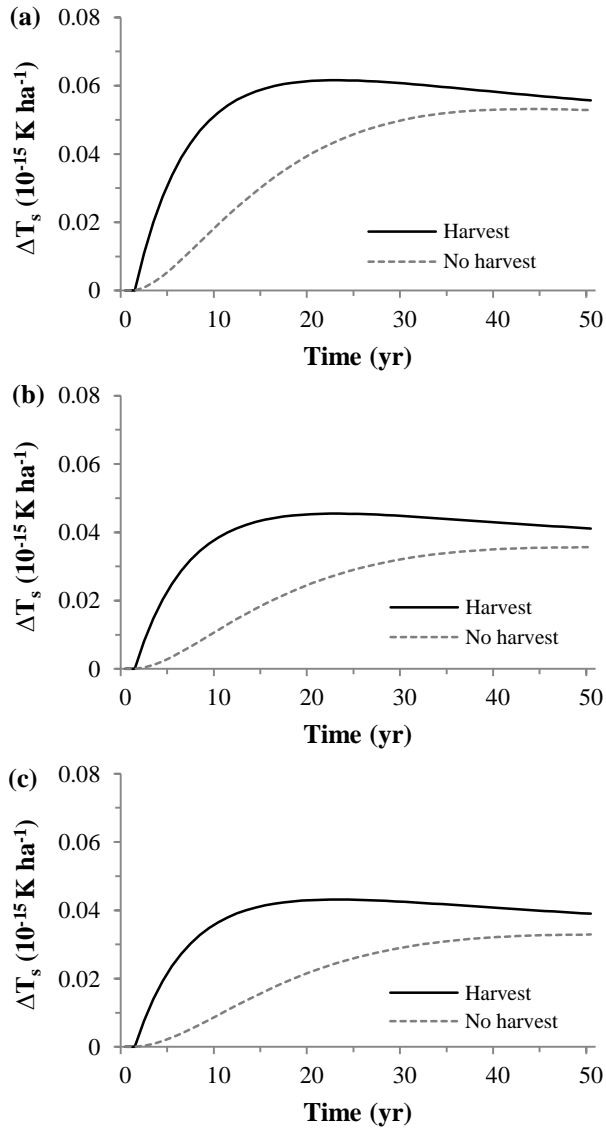 (a)
0.08
0.06
0.04
0.02
0
ΔTs (10-15 K ha-1)
Harvest
No harvest
0 10 20 30 40 50
Time (yr)
(b)
0.08
0.06
0.04
0.02
0
ΔTs (10-15 K ha-1)
Harvest
No harvest
0 10 20 30 40 50
Time (yr)
(c)
0.08
0.06
0.04
0.02
0
ΔTs (10-15 K ha-1)
Harvest
No harvest
0 10 20 30 40 50
Time (yr)